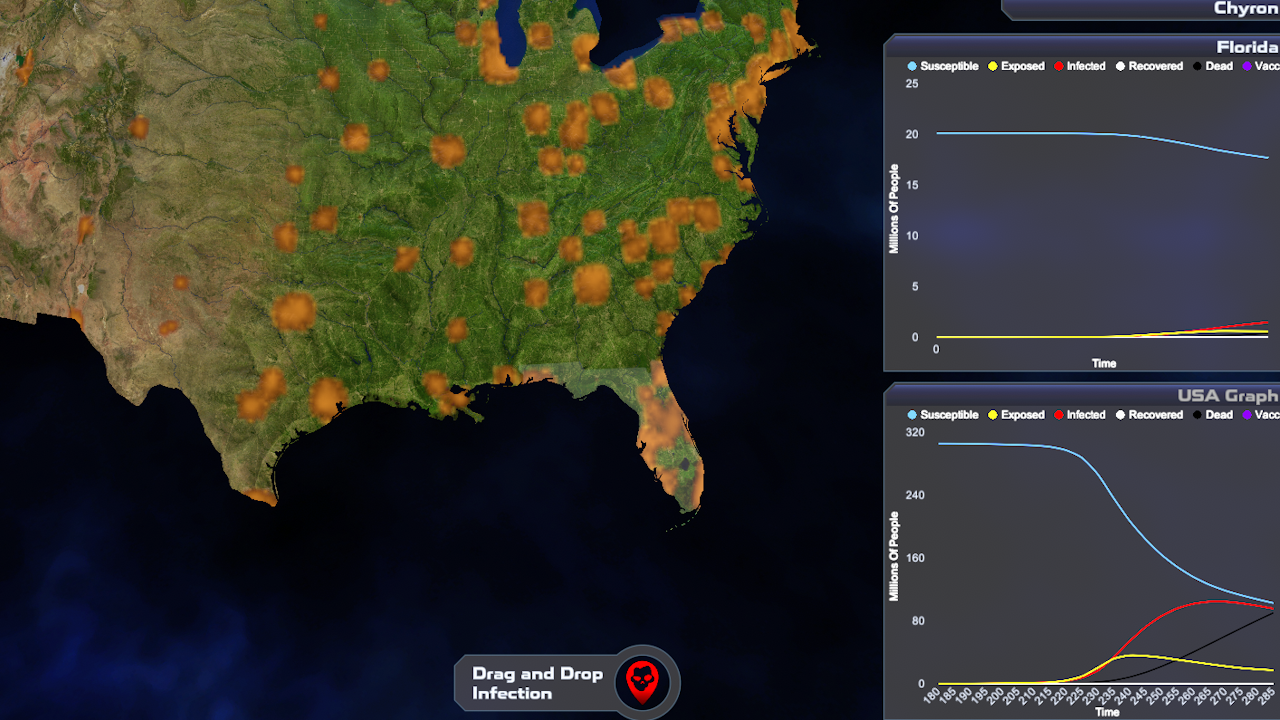 Chyron
Florida
Susceptible Exposed Infected Recovered Dead Vacc
25
20
15
10
5
0
0
Time
Millions Of People
USA Graph
Susceptible Exposed Infected Recovered Dead Vacc
320
240
160
80
0
180 185 190 195 200 205 210 215 220 225 230 235 240 245 250 255 260 265 270 275 280 285
Time
Millions Of People
Drag and Drop
Infection